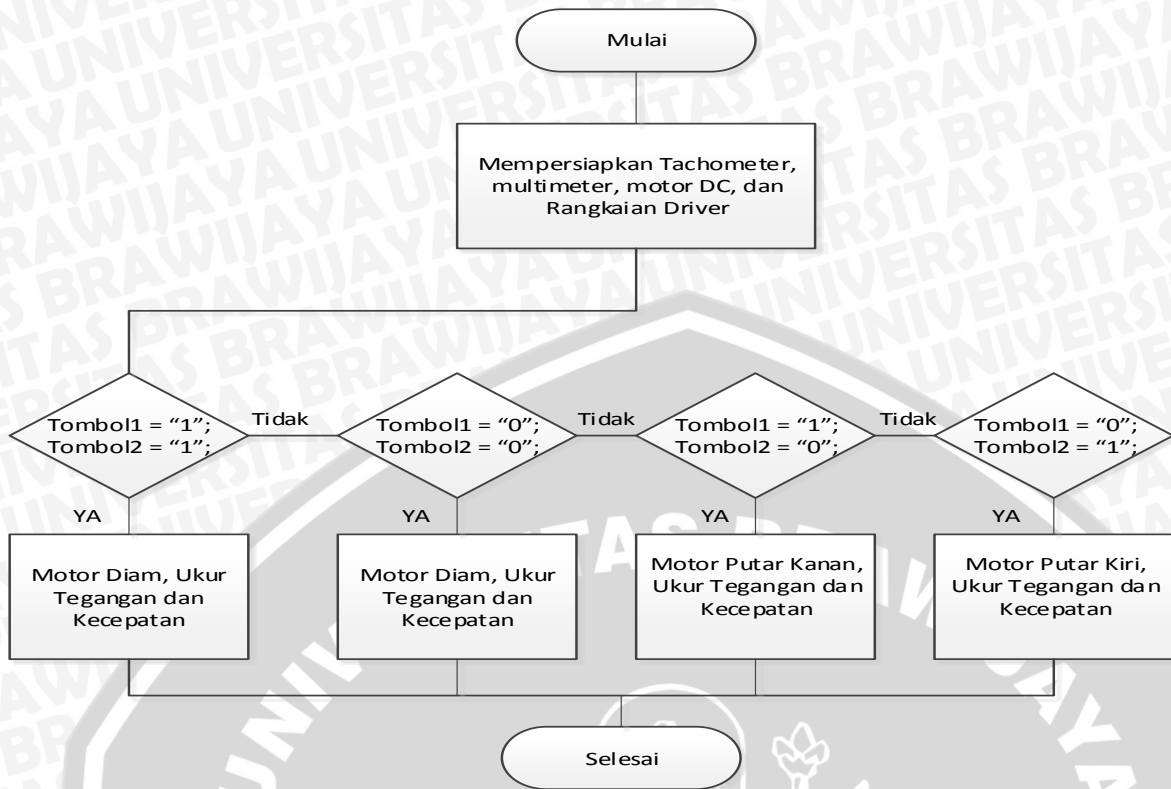 Mulai
Mempersiapkan Tachometer,
multimeter, motor DC, dan
Rangkaian Driver
Tombol1 = “1”;
Tombol2 = “1”;
Tidak
Tombol1 = “0”;
Tombol2 = “0”;
Tidak
Tombol1 = “1”;
Tombol2 = “0”;
Tidak
Tombol1 = “0”;
Tombol2 = “1”;
YA
YA
YA
YA
Motor Diam, Ukur
Tegangan dan
Kecepatan
Motor Diam, Ukur
Tegangan dan
Kecepatan
Motor Putar Kanan,
Ukur Tegangan dan
Kecepatan
Motor Putar Kiri,
Ukur Tegangan dan
Kecepatan
Selesai
UNIVERSITAS BRAWIJAYA